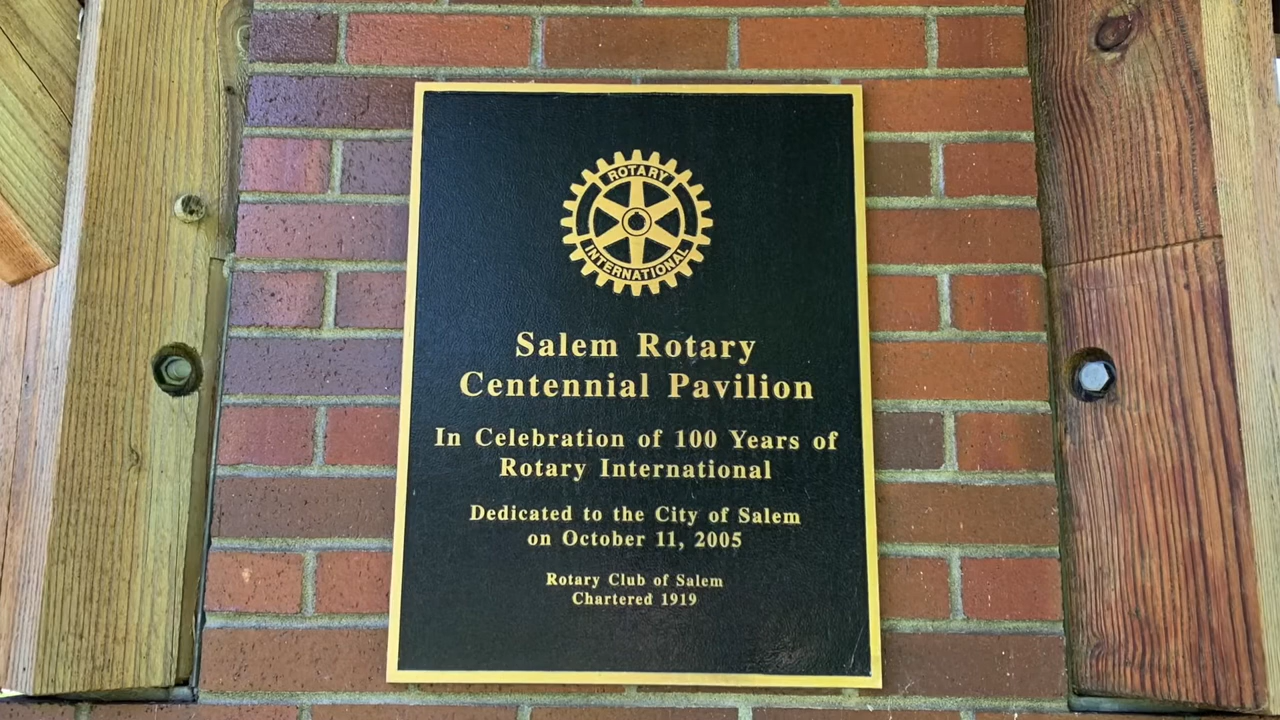 ROTARY
INTERNATIONAL
Salem Rotary
Centennial Pavilion
In Celebration of 100 Years of
Rotary International
Dedicated to the City of Salem
on October 11, 2005
Rotary Club of Salem
Chartered 1919